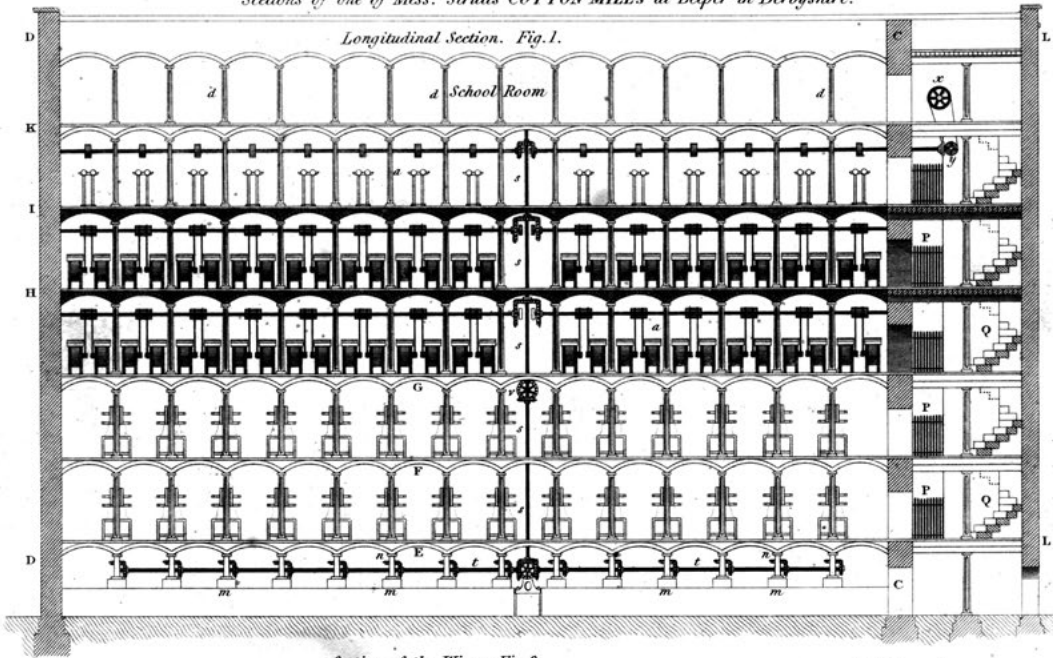 Sections of one of Mess. Strutts COTTON MILLS at Belper in Derbyshire.
D C L
Longitudinal Section. Fig. 1.
d d School Room d x
K
a s y
I
s P
H
a s Q
G v
s P
F
s P Q
D n E t t n L
m m m m C